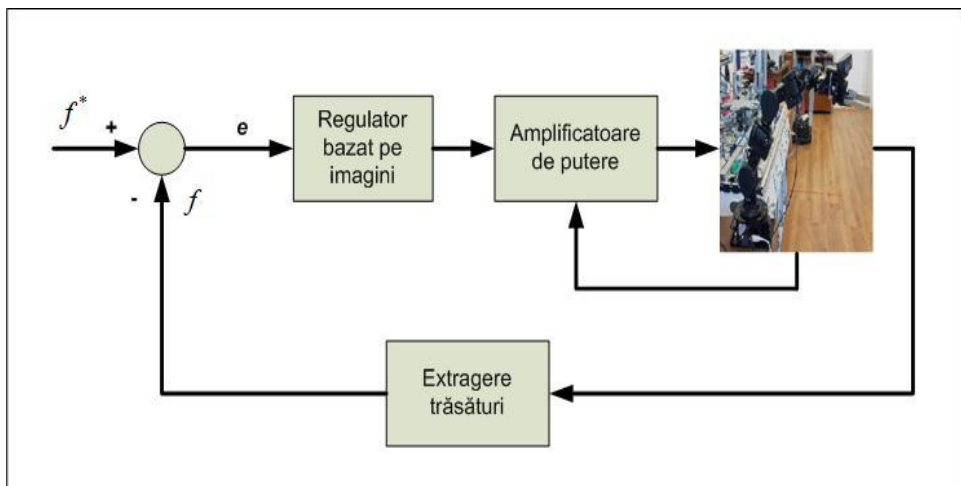 f*
+
e
Regulator
bazat pe
imagini
Amplificatoare
de putere
-
f
Extragere
trăsături